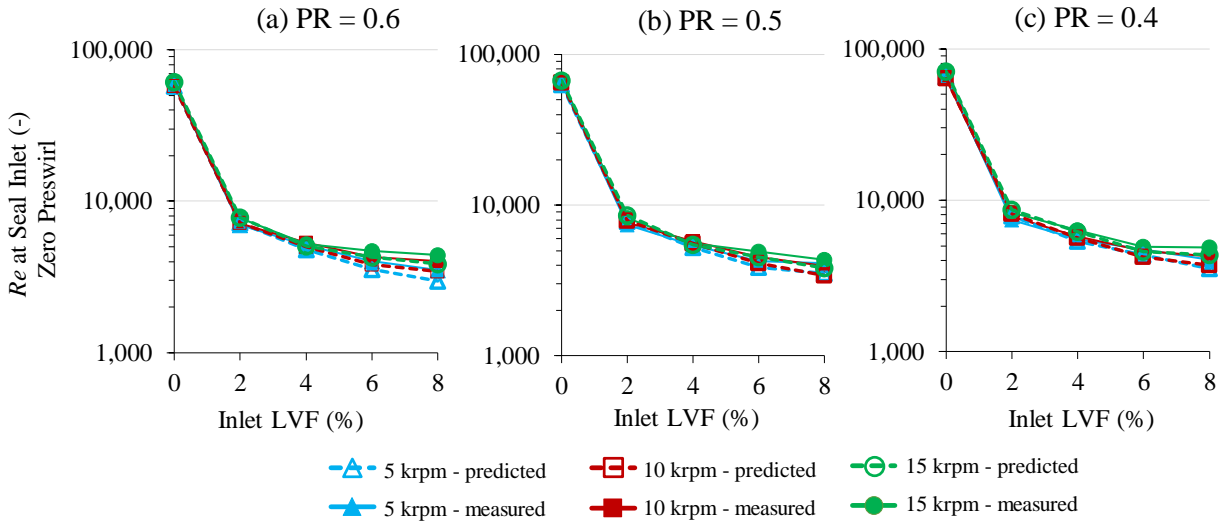 (a) PR = 0.6
(b) PR = 0.5
(c) PR = 0.4
Re at Seal Inlet (-)
Zero Preswirl
100,000
10,000
1,000
0 2 4 6 8
Inlet LVF (%)
100,000
10,000
1,000
0 2 4 6 8
Inlet LVF (%)
100,000
10,000
1,000
0 2 4 6 8
Inlet LVF (%)
5 krpm - predicted
10 krpm - predicted
15 krpm - predicted
5 krpm - measured
10 krpm - measured
15 krpm - measured